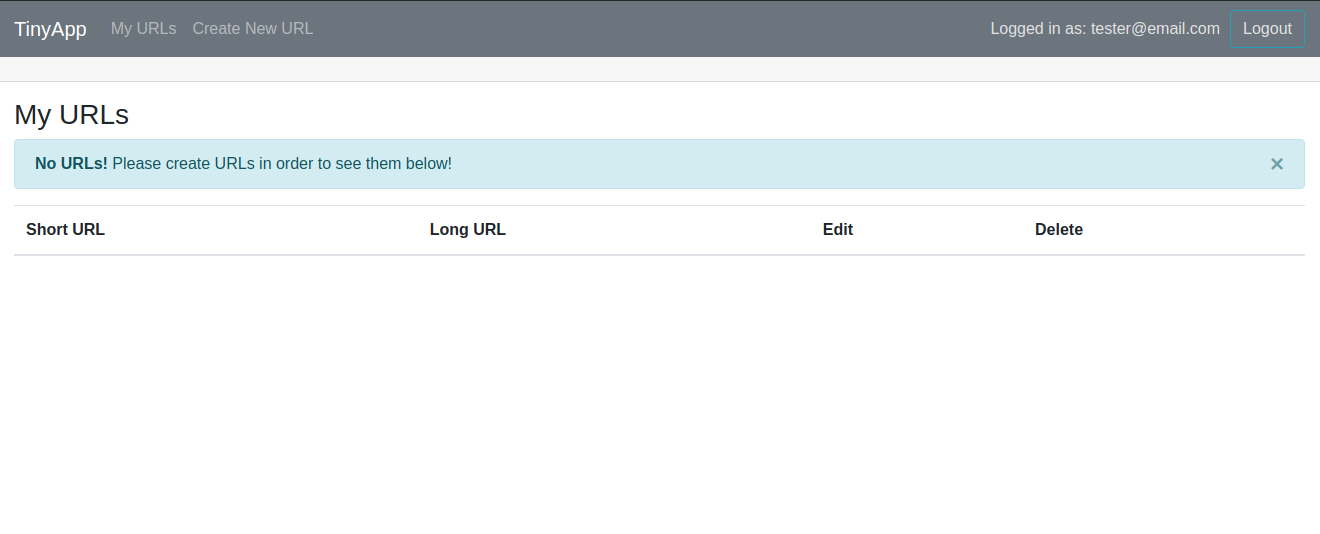 TinyApp My URLs Create New URL Logged in as: tester@email.com Logout
My URLs
No URLs! Please create URLs in order to see them below! ×
Short URL Long URL Edit Delete